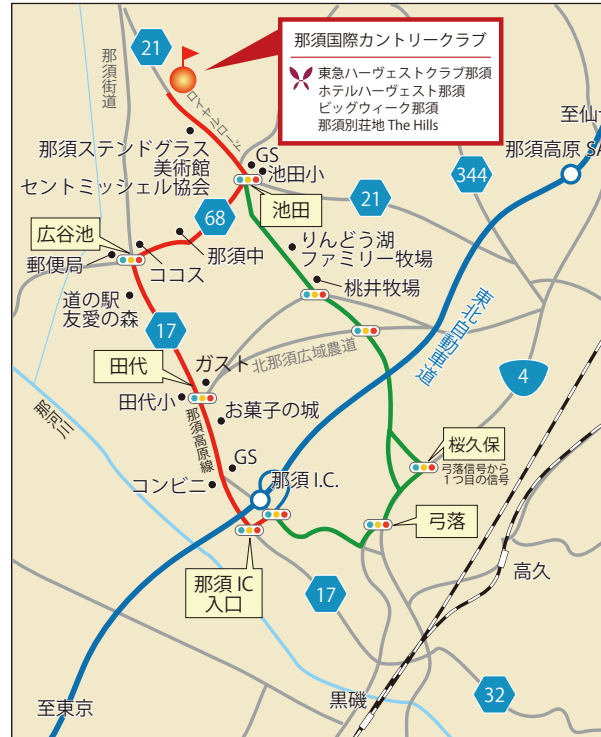 那須国際カントリークラブ
東急ハーヴェストクラブ那須
ホテルハーヴェスト那須
ビッグウィーク那須
那須別荘地 The Hills
21
那須街道
ロイヤルロード
至仙
那須高原 SA
那須ステンドグラス
美術館
セントミッシェル協会
GS
池田小
344
池田
21
68
広谷池
郵便局
ココス
那須中
りんどう湖
ファミリー牧場
桃井牧場
道の駅
友愛の森
17
東北自動車道
北那須広域農道
田代
ガスト
4
田代小
お菓子の城
那珂川
那須高原線
桜久保
弓落信号から
1つ目の信号
GS
コンビニ
那須 I.C.
弓落
那須 IC
入口
高久
17
32
黒磯
至東京